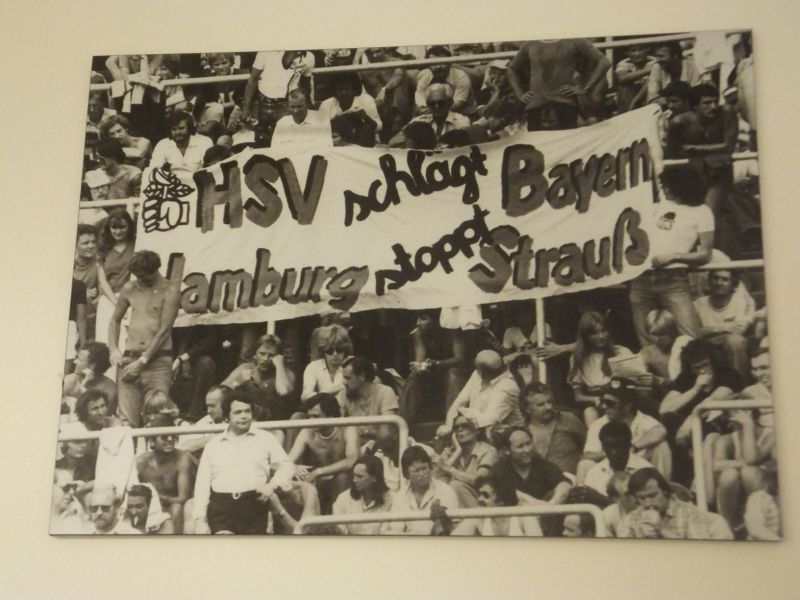 HSV schlägt Bayern
Hamburg stoppt Strauß